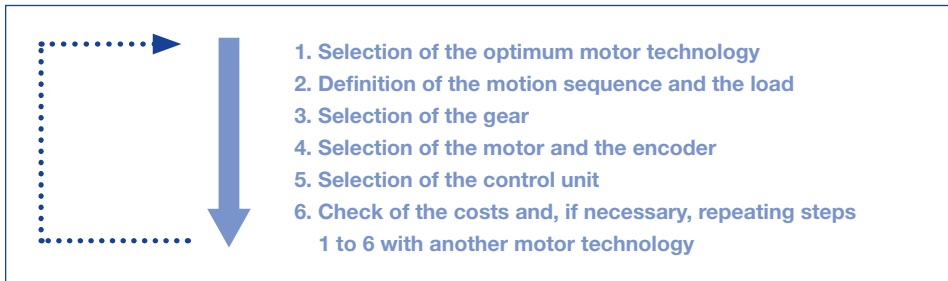 1. Selection of the optimum motor technology
2. Definition of the motion sequence and the load
3. Selection of the gear
4. Selection of the motor and the encoder
5. Selection of the control unit
6. Check of the costs and, if necessary, repeating steps
1 to 6 with another motor technology